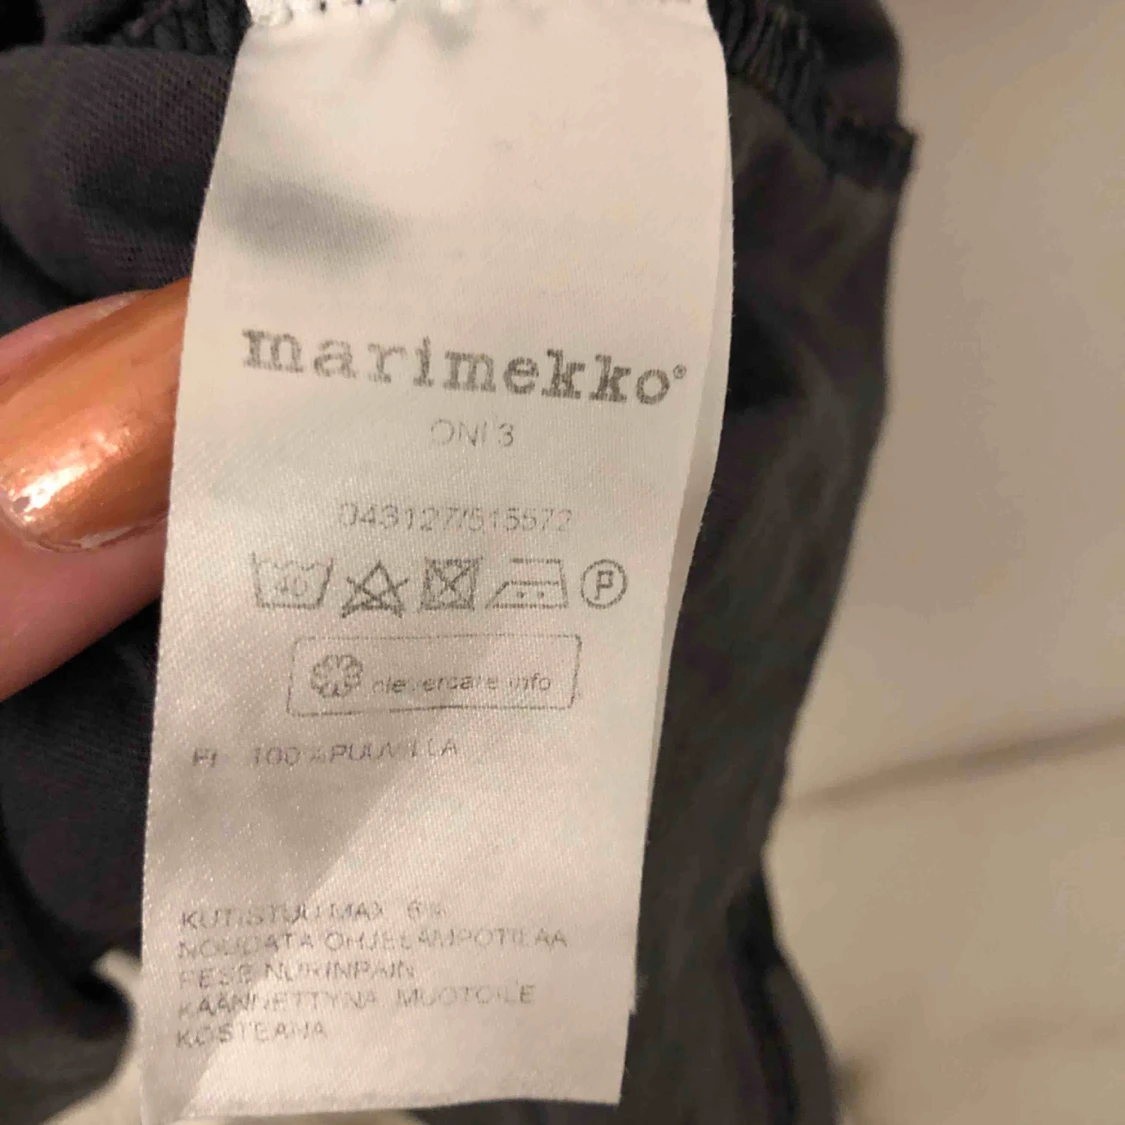 marimekko®
ONI 3
043127/515572
40 P
clevercare info
FI 100%PUUVILLA
KUTISTUU MAX 6%
NOUDATA OHJELÄMPÖTILAA
PESE NURINPÄIN
KÄÄNNETTYNÄ MUOTOILE
KOSTEANA